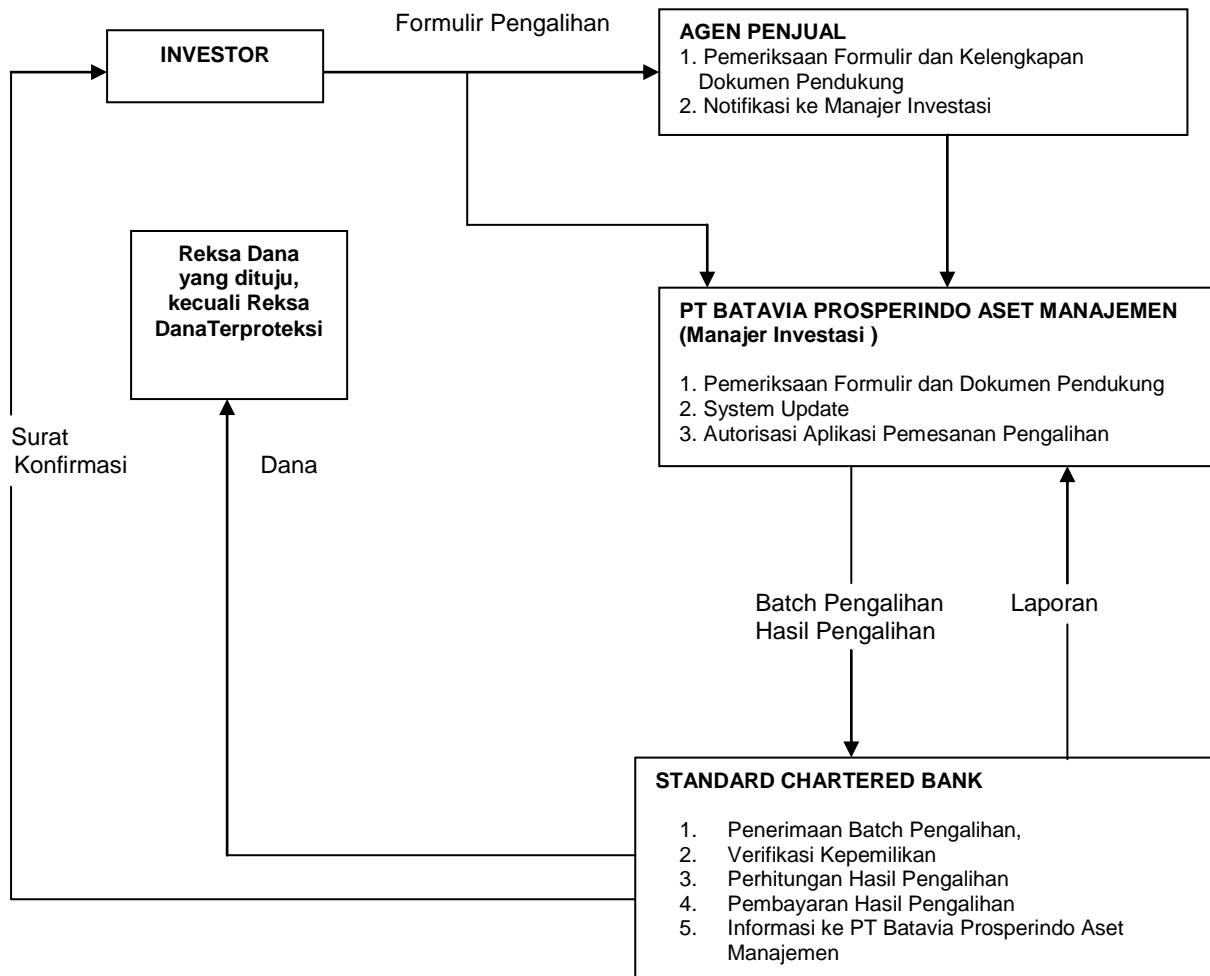 Formulir Pengalihan
INVESTOR
AGEN PENJUAL
1. Pemeriksaan Formulir dan Kelengkapan
Dokumen Pendukung
2. Notifikasi ke Manajer Investasi
Reksa Dana
yang dituju,
kecuali Reksa
DanaTerproteksi
PT BATAVIA PROSPERINDO ASET MANAJEMEN
(Manajer Investasi )
1. Pemeriksaan Formulir dan Dokumen Pendukung
2. System Update
3. Autorisasi Aplikasi Pemesanan Pengalihan
Surat
Konfirmasi
Dana
Batch Pengalihan
Hasil Pengalihan
Laporan
STANDARD CHARTERED BANK
1. Penerimaan Batch Pengalihan,
2. Verifikasi Kepemilikan
3. Perhitungan Hasil Pengalihan
4. Pembayaran Hasil Pengalihan
5. Informasi ke PT Batavia Prosperindo Aset
Manajemen